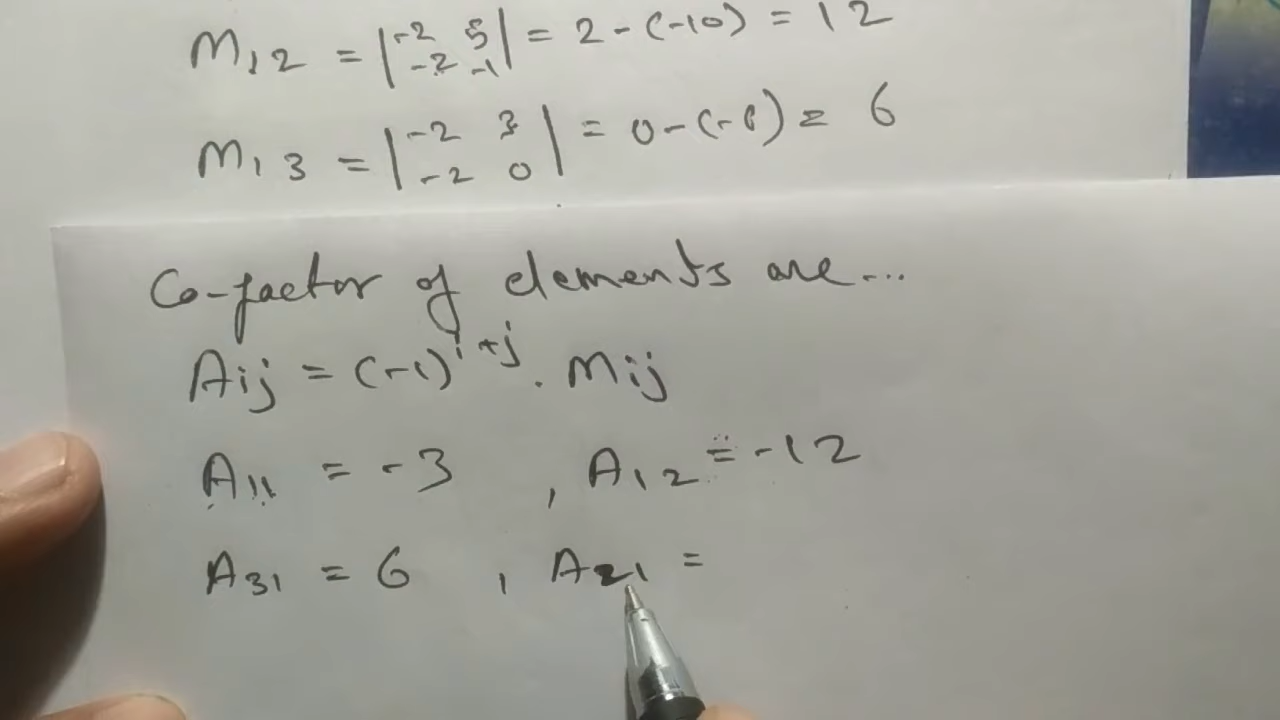 M12 = |-2 5| = 2-(-10) = 12
|-2 -1|
M13 = |-2 3| = 0-(-6) = 6
|-2 0|
Co-factor of elements are...
Aij = (-1)^i+j . Mij
A11 = -3 , A12 = -12
A31 = 6 , A21 =